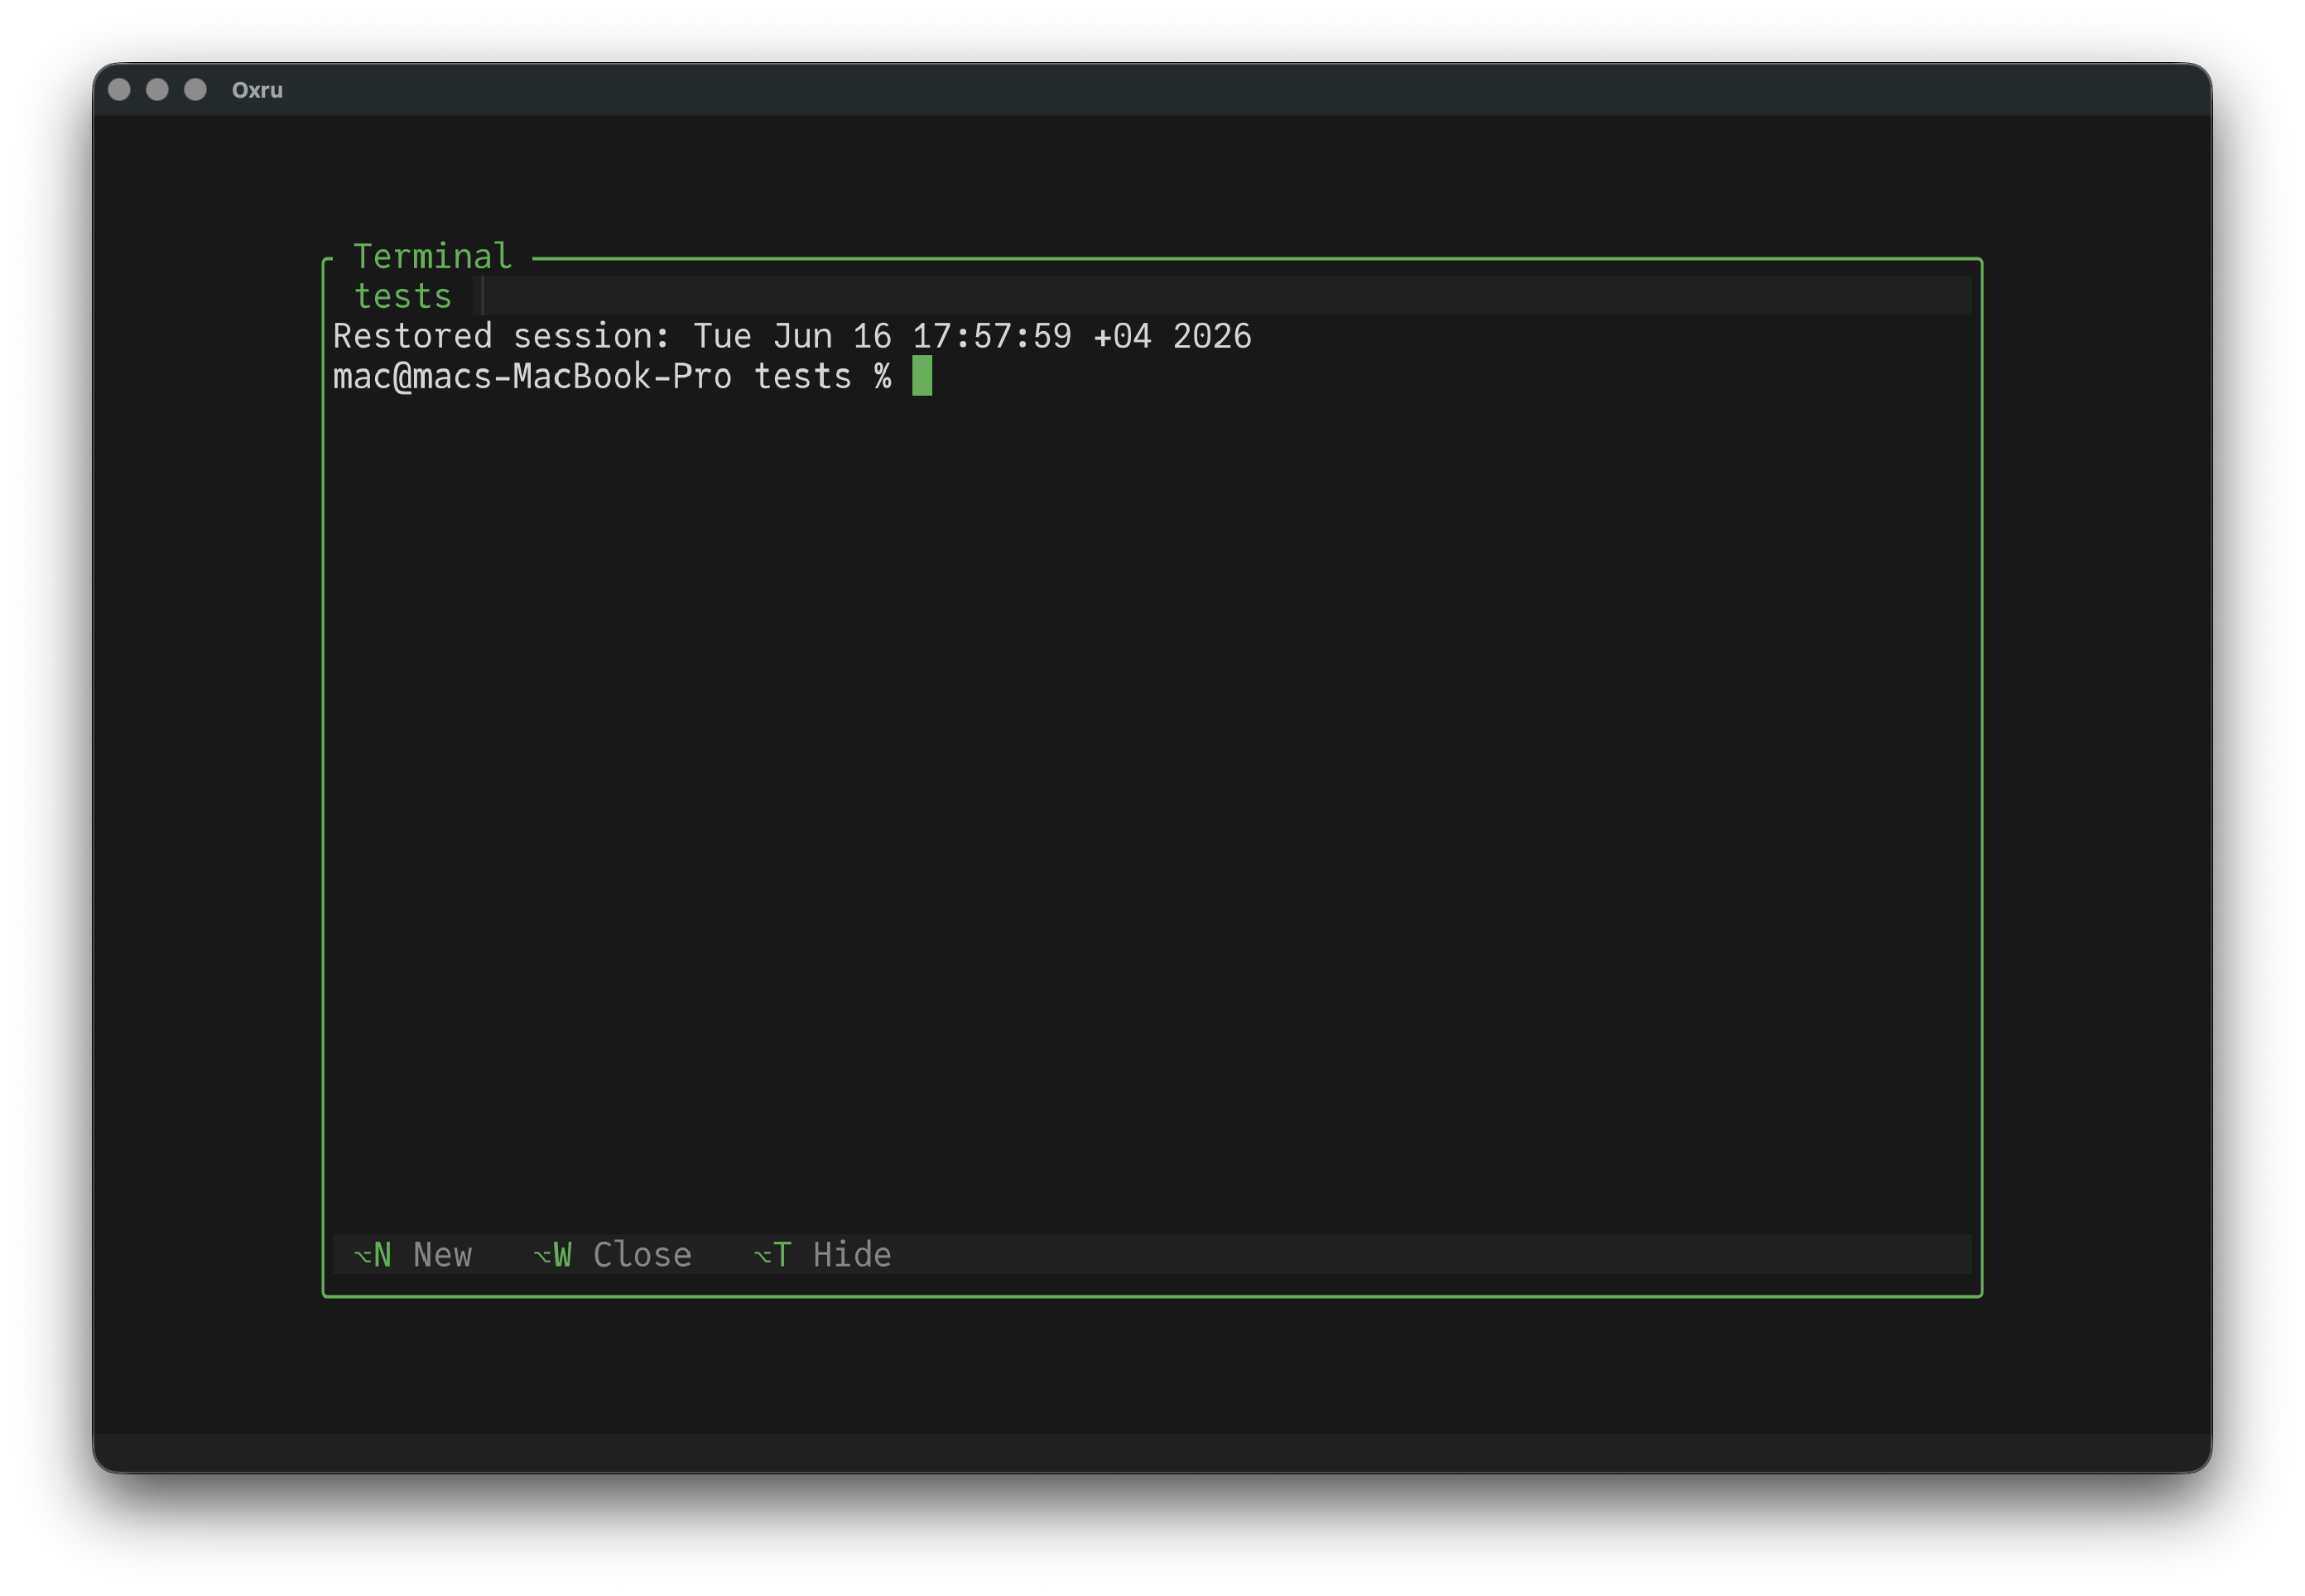 Oxru
Terminal
tests
Restored session: Tue Jun 16 17:57:59 +04 2026
mac@macs-MacBook-Pro tests %
⌥N New ⌥W Close ⌥T Hide